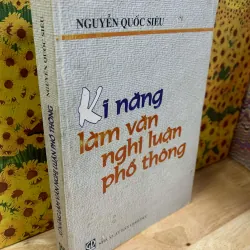 NGUYỄN QUỐC SIÊU
Kĩ năng
làm văn
nghị luận
phổ thông
NGUYỄN QUỐC SIÊU
KĨ NĂNG LÀM VĂN NGHỊ LUẬN PHỔ THÔNG